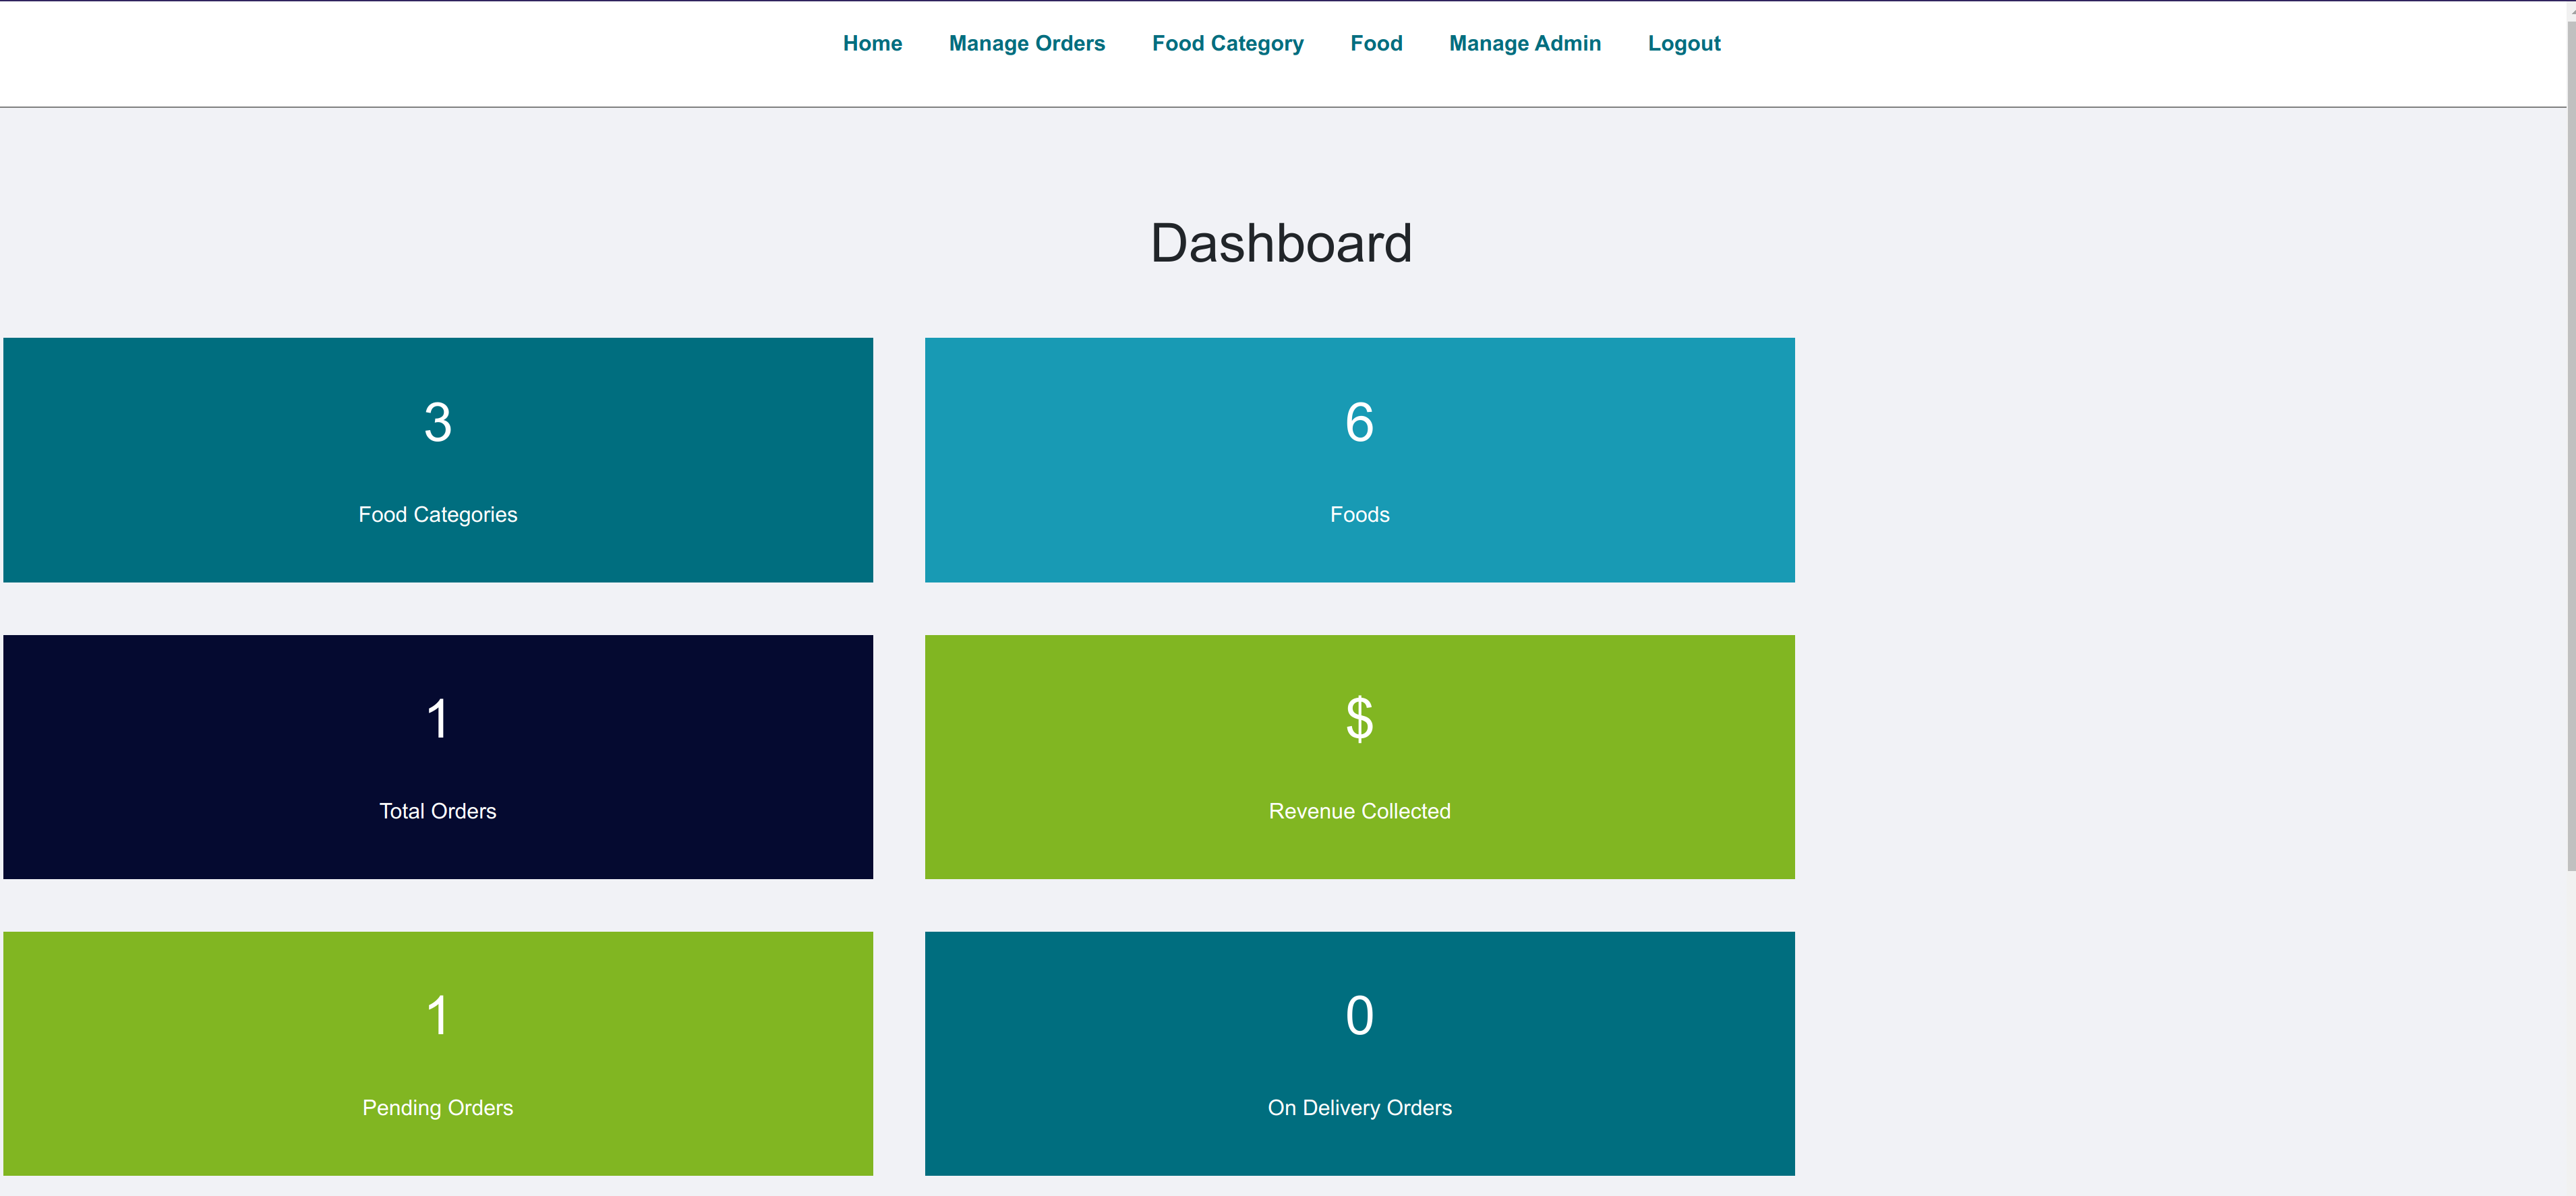 Home Manage Orders Food Category Food Manage Admin Logout
Dashboard
3
Food Categories
6
Foods
1
Total Orders
$
Revenue Collected
1
Pending Orders
0
On Delivery Orders